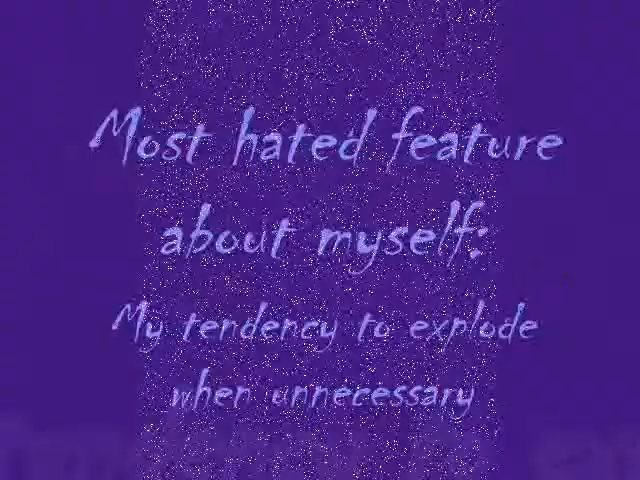 Most hated feature
about myself:
My tendency to explode
when unnecessary